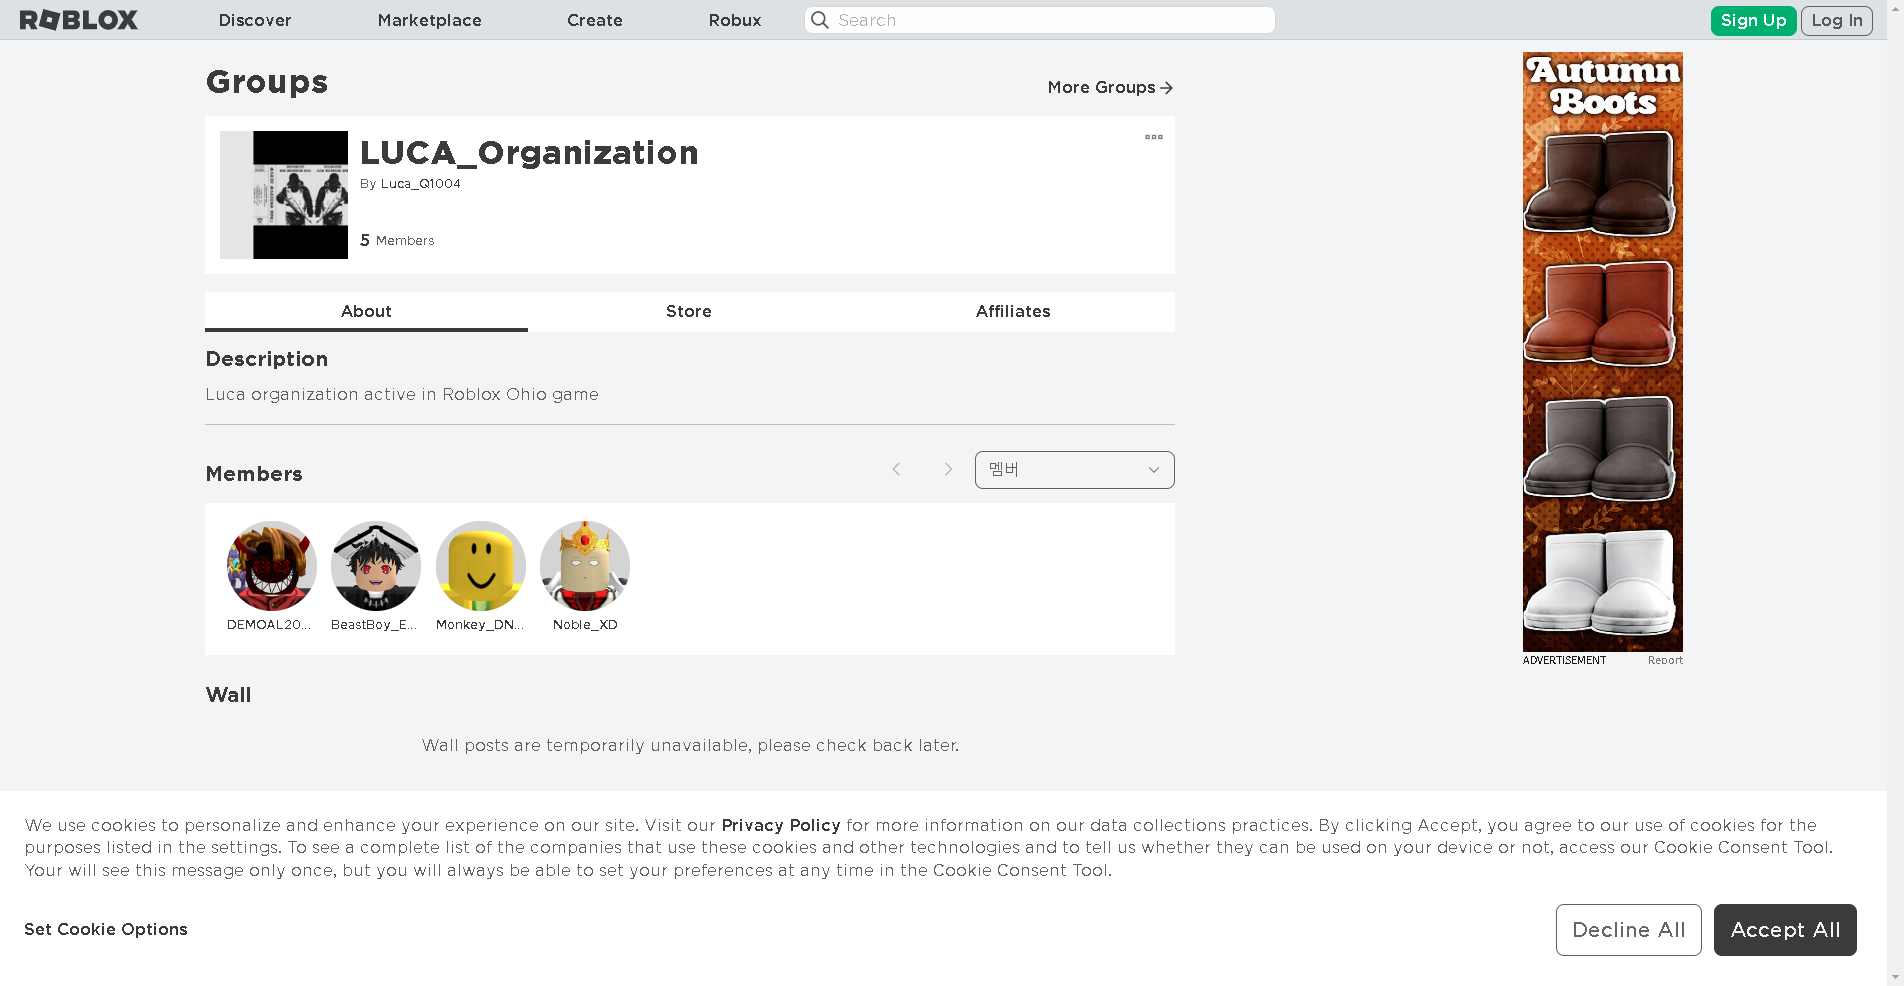 ROBLOX
Discover
Marketplace
Create
Robux
Search
Sign Up
Log In
Groups
More Groups
LUCA_Organization
By Luca_Q1004
5 Members
About
Store
Affiliates
Description
Luca organization active in Roblox Ohio game
Members
멤버
DEMOAL20...
BeastBoy_E...
Monkey_DN...
Noble_XD
Wall
Wall posts are temporarily unavailable, please check back later.
Autumn
Boots
ADVERTISEMENT
Report
We use cookies to personalize and enhance your experience on our site. Visit our Privacy Policy for more information on our data collections practices. By clicking Accept, you agree to our use of cookies for the
purposes listed in the settings. To see a complete list of the companies that use these cookies and other technologies and to tell us whether they can be used on your device or not, access our Cookie Consent Tool.
Your will see this message only once, but you will always be able to set your preferences at any time in the Cookie Consent Tool.
Set Cookie Options
Decline All
Accept All